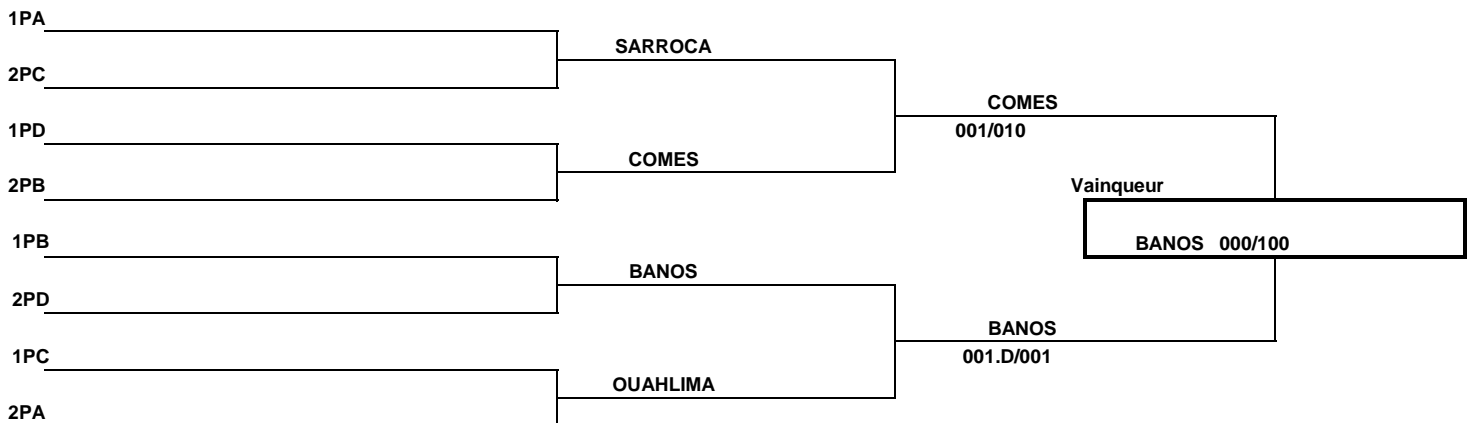 1PA
SARROCA
2PC
COMES
001/010
1PD
COMES
2PB
Vainqueur
BANOS 000/100
1PB
BANOS
2PD
BANOS
001.D/001
1PC
OUAHLIMA
2PA